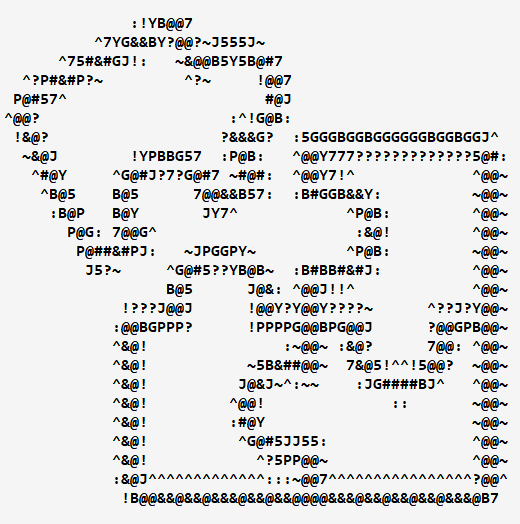 :!YB@@7
^7YG&&BY?@@?~J555J~
^75#&#GJ!:   ~&@@B5Y5B@#7
^?P#&#P?~         ^?~     !@@7
P@#57^                      #@J
^@@?                     :^!G@B:
!&@?                   ?&&&G?  :5GGGBGGBGGGGGGBGGBGGJ^
~&@J        !YPBBG57  :P@B:   ^@@Y777?????????????5@#:
^#@Y     ^G@#J?7?G@#7 ~#@#:  ^@@Y7!^             ^@@~
^B@5    B@5      7@@&&B57:  :B#GGB&&Y:          ~@@~
:B@P   B@Y       JY7^            ^P@B:         ^@@~
P@G: 7@@G^                      :&@!         ^@@~
P@##&#PJ:   ~JPGGPY~          ^P@B:         ~@@~
J5?~     ^G@#5??YB@B~  :B#BB#&#J:          ^@@~
B@5      J@&: ^@@J!!^             ^@@~
!???J@@J      !@@Y?Y@@Y????~      ^??J?Y@@~
:@@BGPPP?      !PPPPG@@BPG@@J      ?@@GPB@@~
^&@!               :~@@~ :&@?      7@@: ^@@~
^&@!           ~5B&##@@~  7&@5!^^!5@@?  ~@@~
^&@!          J@&J~^:~~    :JG####BJ^   ^@@~
^&@!         ^@@!              ::       ~@@~
^&@!         :#@Y                       ~@@~
^&@!          ^G@#5JJ55:                ^@@~
^&@!            ^?5PP@@~                ^@@~
:&@J^^^^^^^^^^^^^:::~@@7^^^^^^^^^^^^^^^^?@@^
!B@@&&@&&@&&&@&&@&&@@@@&&&@&&@&&@&&@&&&@B7